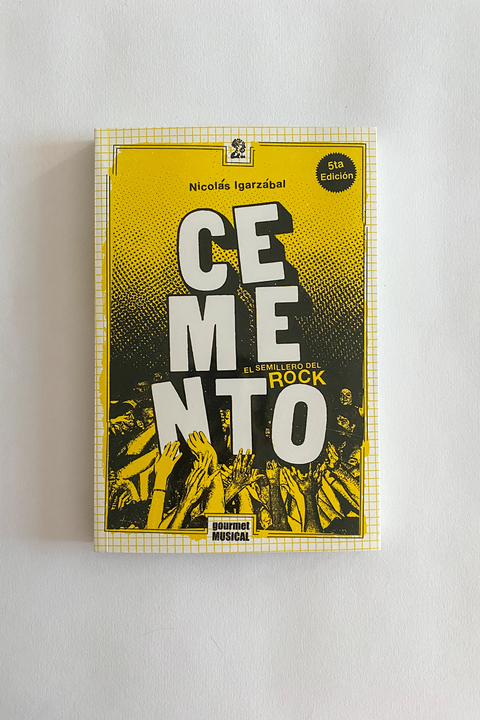 5ta
Edición
Nicolás Igarzábal
CE
ME
EL SEMILLERO DEL
ROCK
NTO
gourmet
MUSICAL